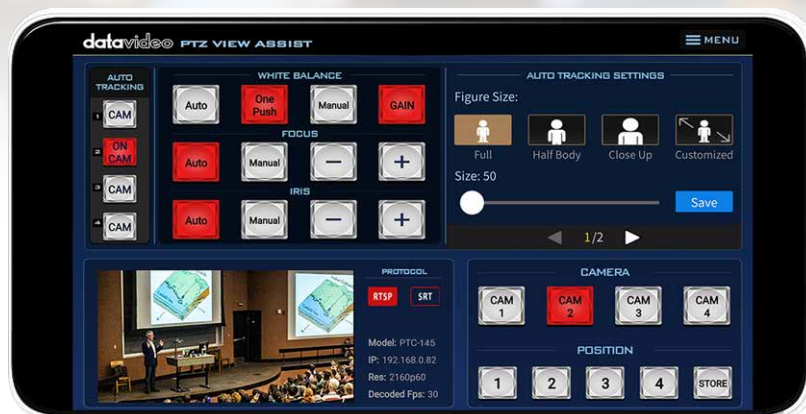 datavideo PTZ VIEW ASSIST
MENU
AUTO
TRACKING
1 CAM
2 ON
CAM
3 CAM
4 CAM
WHITE BALANCE
Auto
One
Push
Manual
GAIN
FOCUS
Auto
Manual
−
+
IRIS
Auto
Manual
−
+
AUTO TRACKING SETTINGS
Figure Size:
Full
Half Body
Close Up
Customized
Size: 50
Save
1/2
PROTOCOL
RTSP
SRT
Model: PTC-145
IP: 192.168.0.82
Res: 2160p60
Decoded Fps: 30
CAMERA
CAM
1
CAM
2
CAM
3
CAM
4
POSITION
1
2
3
4
STORE